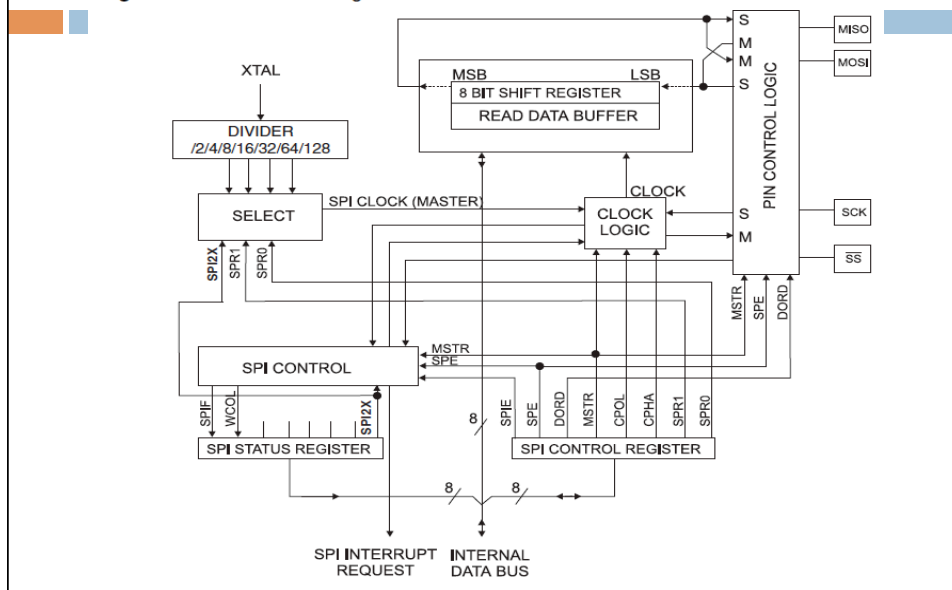 S
MISO
M
M
MOSI
XTAL
MSB
LSB
S
8 BIT SHIFT REGISTER
READ DATA BUFFER
DIVIDER
/2/4/8/16/32/64/128
PIN CONTROL LOGIC
CLOCK
SPI CLOCK (MASTER)
SELECT
CLOCK
LOGIC
S
SCK
M
SS
SPI2X
SPR1
SPR0
MSTR
SPE
DORD
MSTR
SPE
SPI CONTROL
SPIF
WCOL
SPI2X
8
SPIE
SPE
DORD
MSTR
CPOL
CPHA
SPR1
SPR0
SPI STATUS REGISTER
SPI CONTROL REGISTER
8
8
SPI INTERRUPT
REQUEST
INTERNAL
DATA BUS